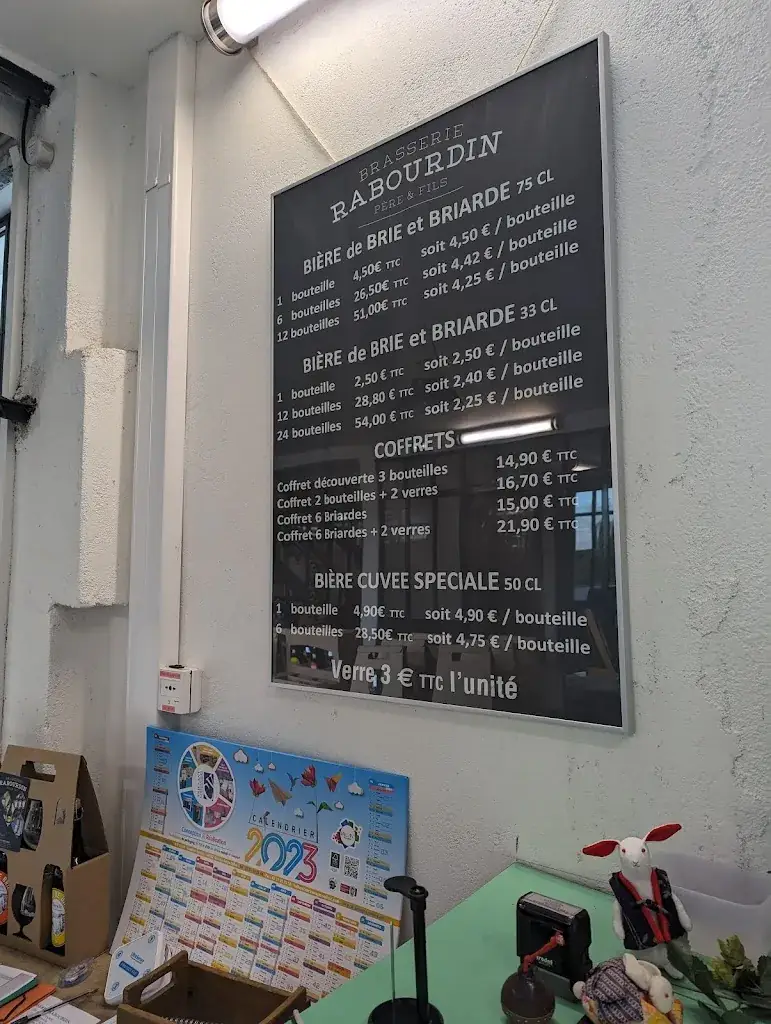 BRASSERIE
RABOURDIN
PÈRE & FILS
BIÈRE de BRIE et BRIARDE 75 CL
1 bouteille 4,50€ TTC soit 4,50 € / bouteille
6 bouteilles 26,50€ TTC soit 4,42 € / bouteille
12 bouteilles 51,00€ TTC soit 4,25 € / bouteille
BIÈRE de BRIE et BRIARDE 33 CL
1 bouteille 2,50 € TTC soit 2,50 € / bouteille
12 bouteilles 28,80 € TTC soit 2,40 € / bouteille
24 bouteilles 54,00 € TTC soit 2,25 € / bouteille
COFFRETS
Coffret découverte 3 bouteilles 14,90 € TTC
Coffret 2 bouteilles + 2 verres 16,70 € TTC
Coffret 6 Briardes 15,00 € TTC
Coffret 6 Briardes + 2 verres 21,90 € TTC
BIÈRE CUVEE SPECIALE 50 CL
1 bouteille 4,90€ TTC soit 4,90 € / bouteille
6 bouteilles 28,50€ TTC soit 4,75 € / bouteille
Verre 3 € TTC l'unité
CALENDRIER
2023
RABOURDIN